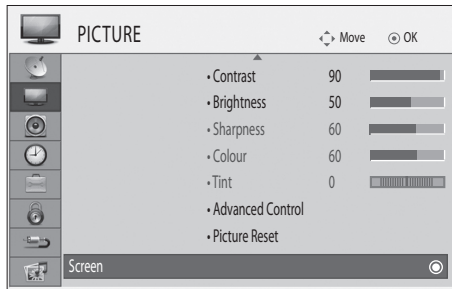 PICTURE Move OK
• Contrast 90
• Brightness 50
• Sharpness 60
• Colour 60
• Tint 0
• Advanced Control
• Picture Reset
Screen